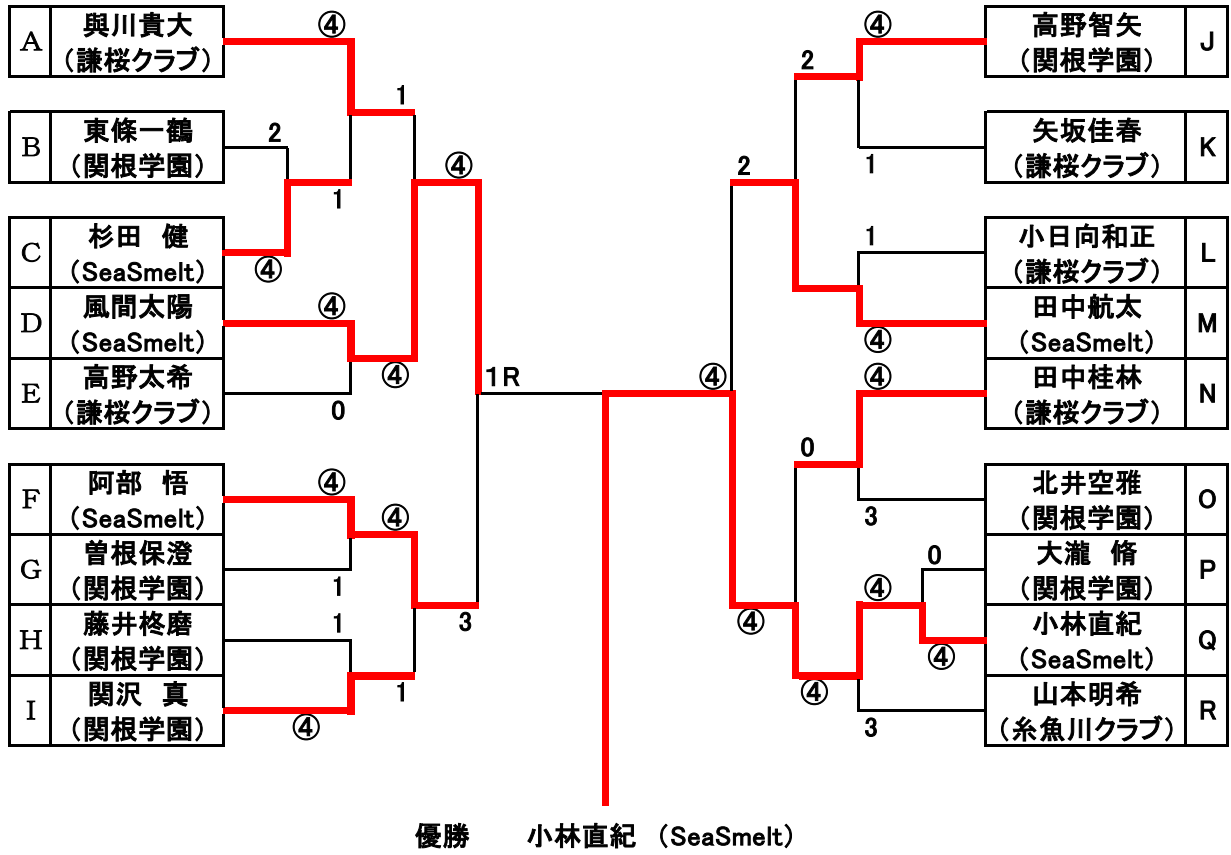 A
與川貴大
(謙桜クラブ)
④
1
B
東條一鶴
(関根学園)
2
1
④
C
杉田　健
(SeaSmelt)
④
D
風間太陽
(SeaSmelt)
④
④
E
高野太希
(謙桜クラブ)
0
1R
F
阿部　悟
(SeaSmelt)
④
④
G
曽根保澄
(関根学園)
1
3
H
藤井柊磨
(関根学園)
1
1
I
関沢　真
(関根学園)
④
④
2
高野智矢
(関根学園)
J
2
1
矢坂佳春
(謙桜クラブ)
K
1
小日向和正
(謙桜クラブ)
L
④
田中航太
(SeaSmelt)
M
④
④
田中桂林
(謙桜クラブ)
N
0
3
北井空雅
(関根学園)
O
0
大瀧　脩
(関根学園)
P
④
④
④
小林直紀
(SeaSmelt)
Q
④
3
山本明希
(糸魚川クラブ)
R
優勝　　小林直紀 (SeaSmelt)